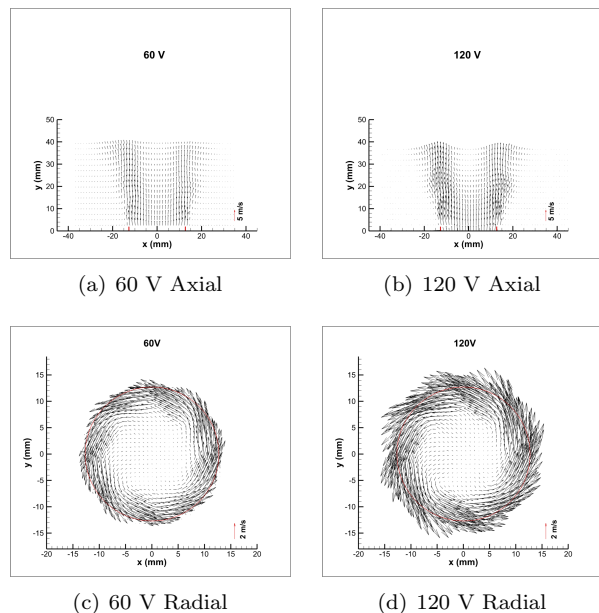 60 V
120 V
50
40
30
20
10
0
y (mm)
5 m/s
-40 -20 0 20 40
x (mm)
50
40
30
20
10
0
y (mm)
5 m/s
-40 -20 0 20 40
x (mm)
(a) 60 V Axial
(b) 120 V Axial
60V
120V
15
10
5
0
-5
-10
-15
y (mm)
2 m/s
-20 -15 -10 -5 0 5 10 15 20
x (mm)
15
10
5
0
-5
-10
-15
y (mm)
2 m/s
-20 -15 -10 -5 0 5 10 15 20
x (mm)
(c) 60 V Radial
(d) 120 V Radial